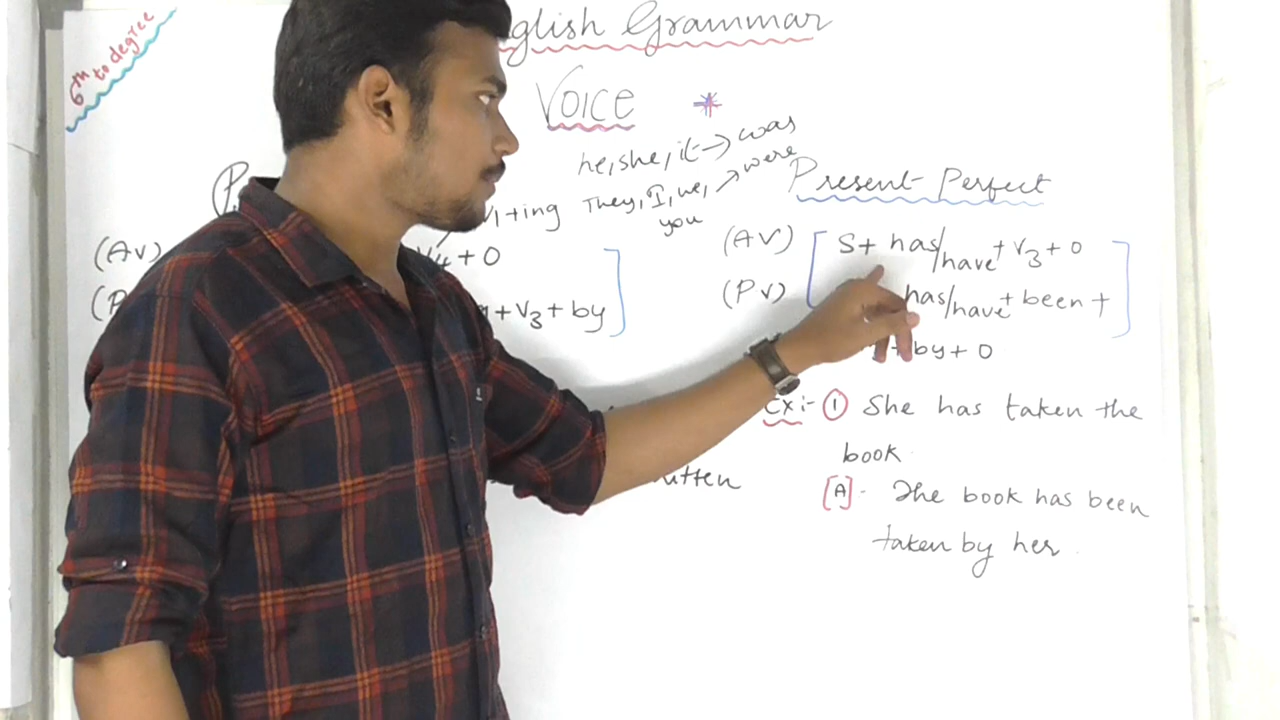 6th to degree
glish Grammar
VOICE *
he, she, it → was
They, I, we, → were
you
V1+ing
(AV)
+ O
+ V3 + by
Present Perfect
(AV) [ S + has/have + V3 + O ]
(PV) has/have + been +
by + O
Ex:- ① She has taken the
book.
[A] - The book has been
taken by her.